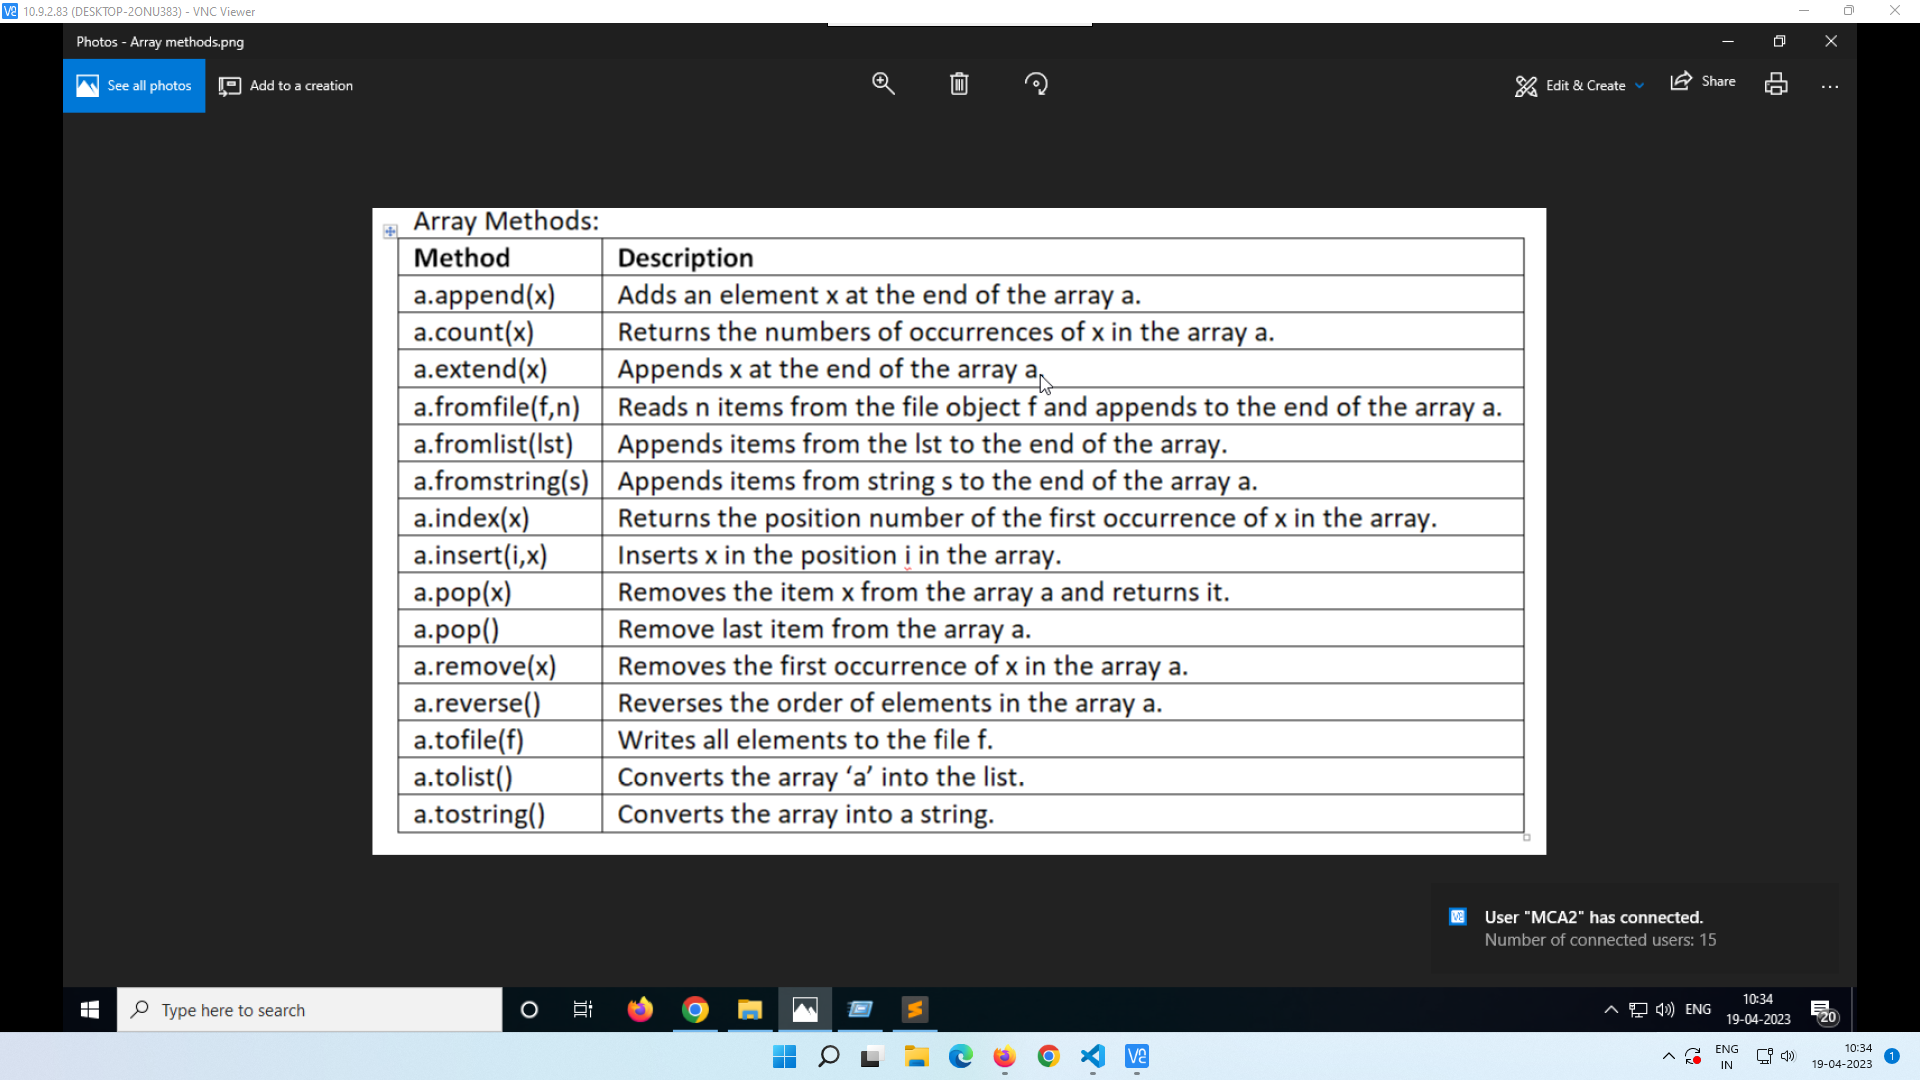 10.9.2.83 (DESKTOP-2ONU383) - VNC Viewer
Photos - Array methods.png
See all photos
Add to a creation
Edit & Create
Share
Array Methods:
Method Description
a.append(x) Adds an element x at the end of the array a.
a.count(x) Returns the numbers of occurrences of x in the array a.
a.extend(x) Appends x at the end of the array a.
a.fromfile(f,n) Reads n items from the file object f and appends to the end of the array a.
a.fromlist(lst) Appends items from the lst to the end of the array.
a.fromstring(s) Appends items from string s to the end of the array a.
a.index(x) Returns the position number of the first occurrence of x in the array.
a.insert(i,x) Inserts x in the position i in the array.
a.pop(x) Removes the item x from the array a and returns it.
a.pop() Remove last item from the array a.
a.remove(x) Removes the first occurrence of x in the array a.
a.reverse() Reverses the order of elements in the array a.
a.tofile(f) Writes all elements to the file f.
a.tolist() Converts the array ‘a’ into the list.
a.tostring() Converts the array into a string.
User "MCA2" has connected.
Number of connected users: 15
Type here to search
ENG
10:34
19-04-2023
20
ENG
IN
10:34
19-04-2023
1